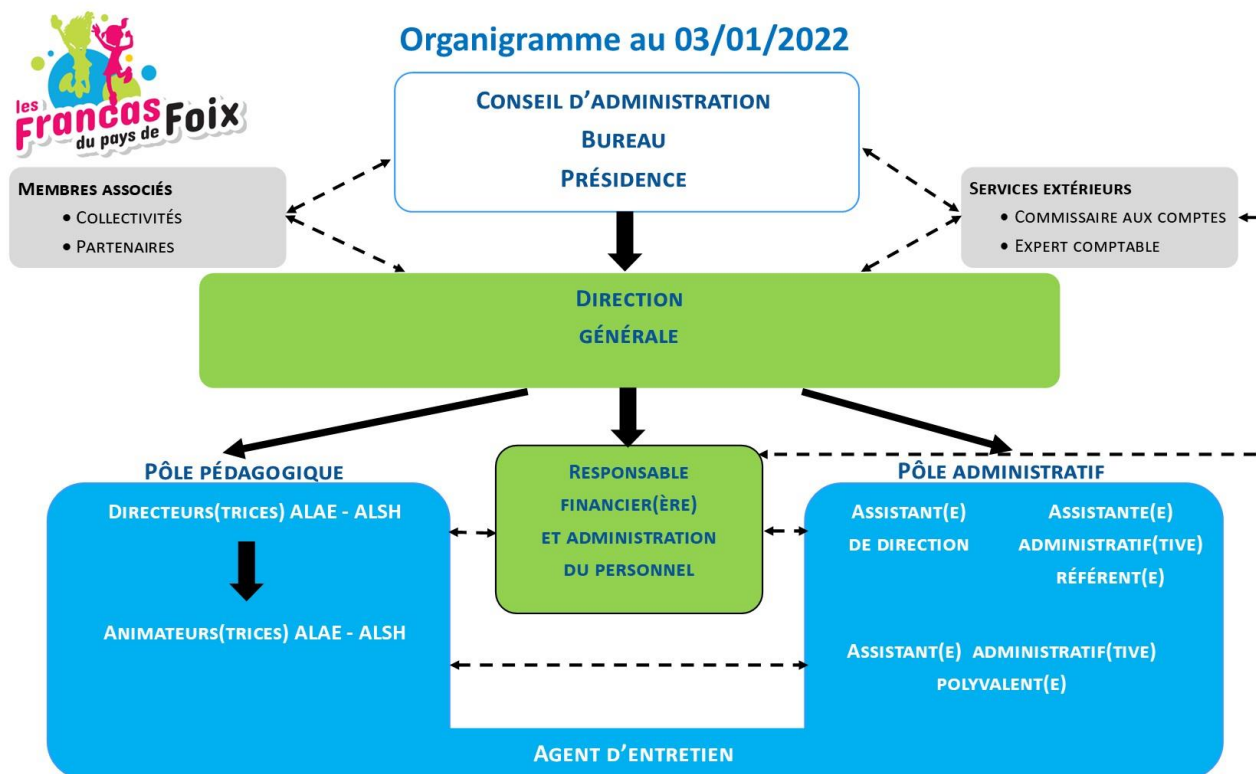 Organigramme au 03/01/2022
les
Francas
du pays de Foix
CONSEIL D'ADMINISTRATION
BUREAU
PRÉSIDENCE
MEMBRES ASSOCIÉS
• COLLECTIVITÉS
• PARTENAIRES
SERVICES EXTÉRIEURS
• COMMISSAIRE AUX COMPTES
• EXPERT COMPTABLE
DIRECTION
GÉNÉRALE
PÔLE PÉDAGOGIQUE
DIRECTEURS(TRICES) ALAE - ALSH
ANIMATEURS(TRICES) ALAE - ALSH
RESPONSABLE
FINANCIER(ÈRE)
ET ADMINISTRATION
DU PERSONNEL
PÔLE ADMINISTRATIF
ASSISTANT(E)
DE DIRECTION
ASSISTANTE(E)
ADMINISTRATIF(TIVE)
RÉFÉRENT(E)
ASSISTANT(E) ADMINISTRATIF(TIVE)
POLYVALENT(E)
AGENT D'ENTRETIEN